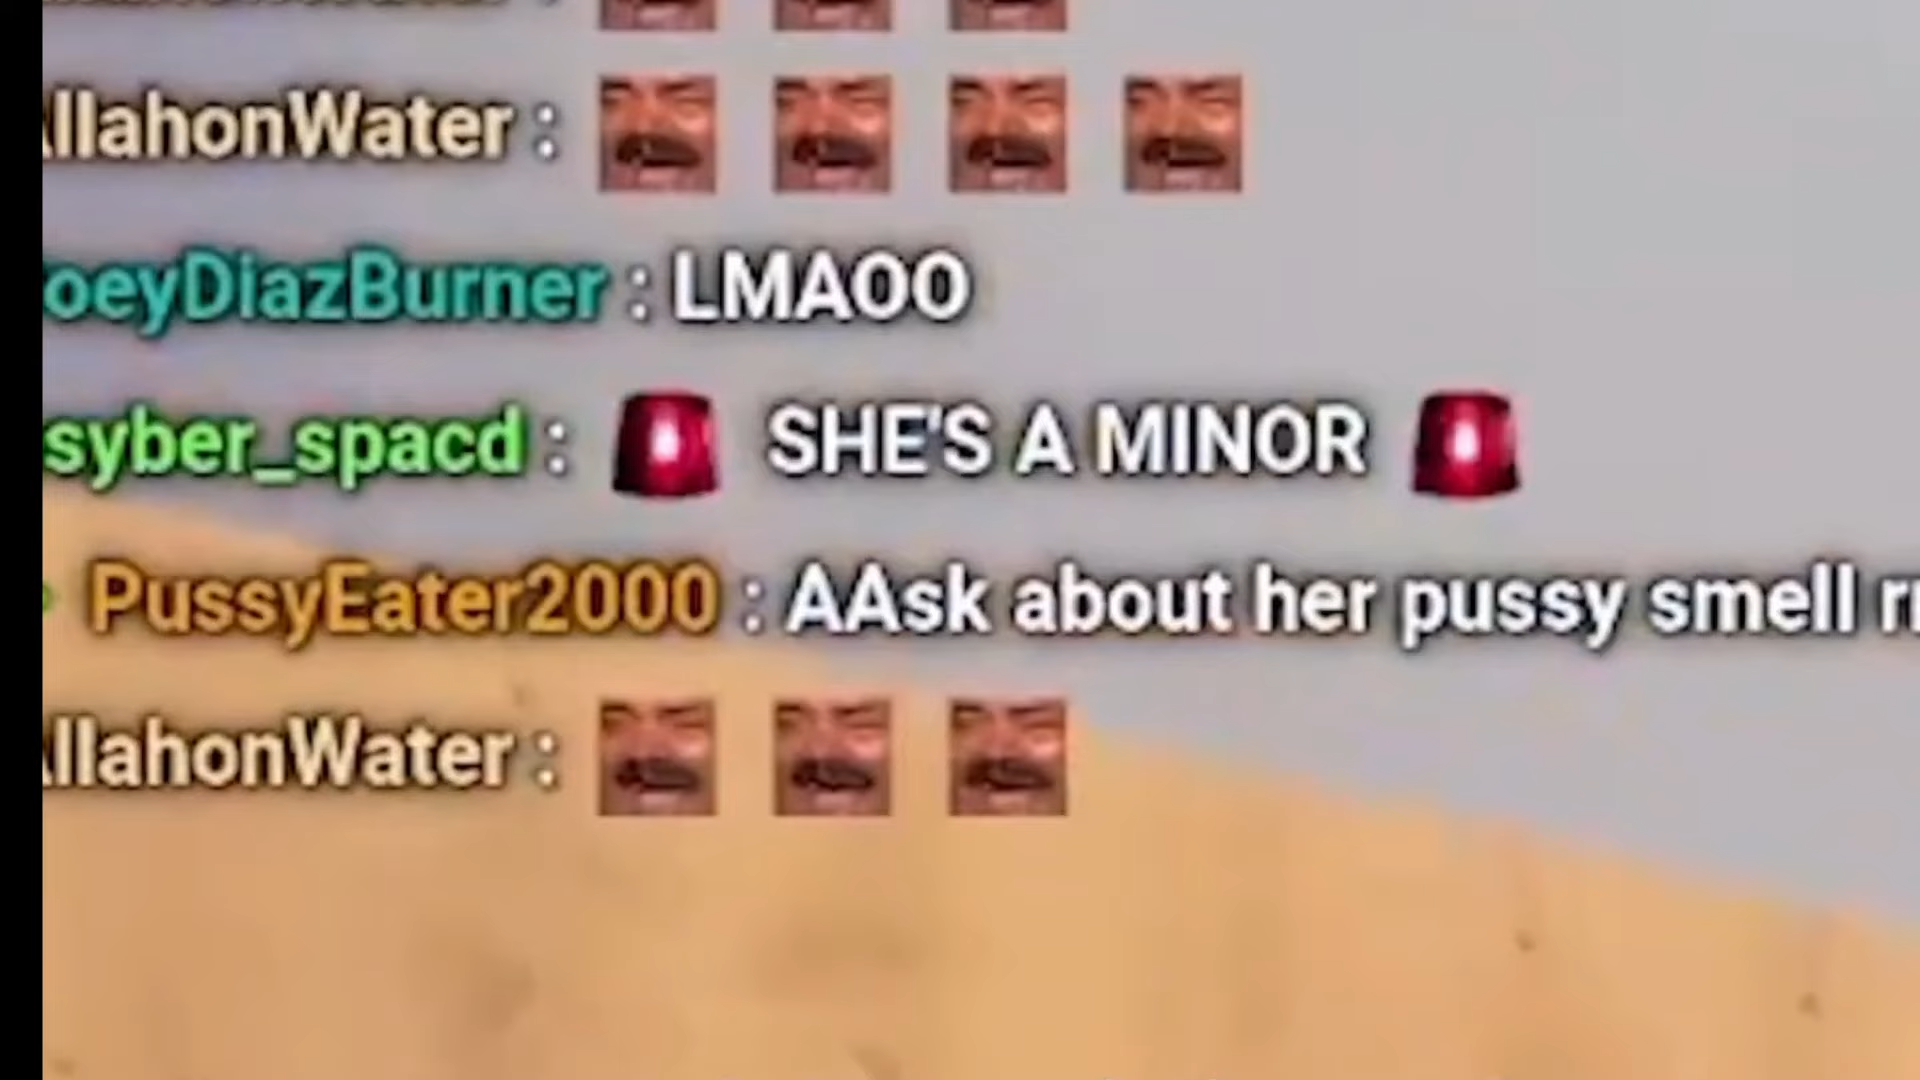 llahonWater :
oeyDiazBurner : LMAOO
syber_spacd : 🚨 SHE'S A MINOR 🚨
PussyEater2000 : AAsk about her pussy smell
llahonWater :